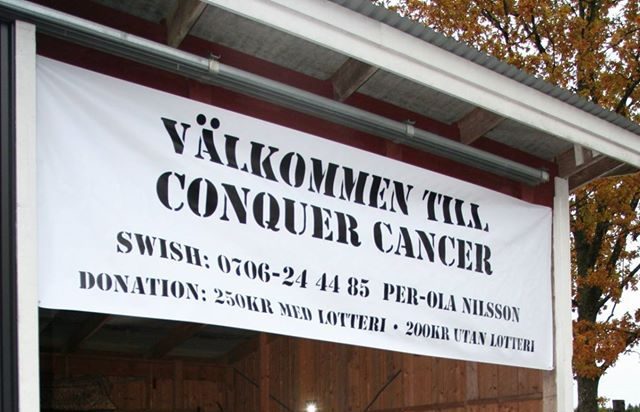 VÄLKOMMEN TILL
CONQUER CANCER
SWISH: 0706-24 44 85 PER-OLA NILSSON
DONATION: 250KR MED LOTTERI • 200KR UTAN LOTTERI